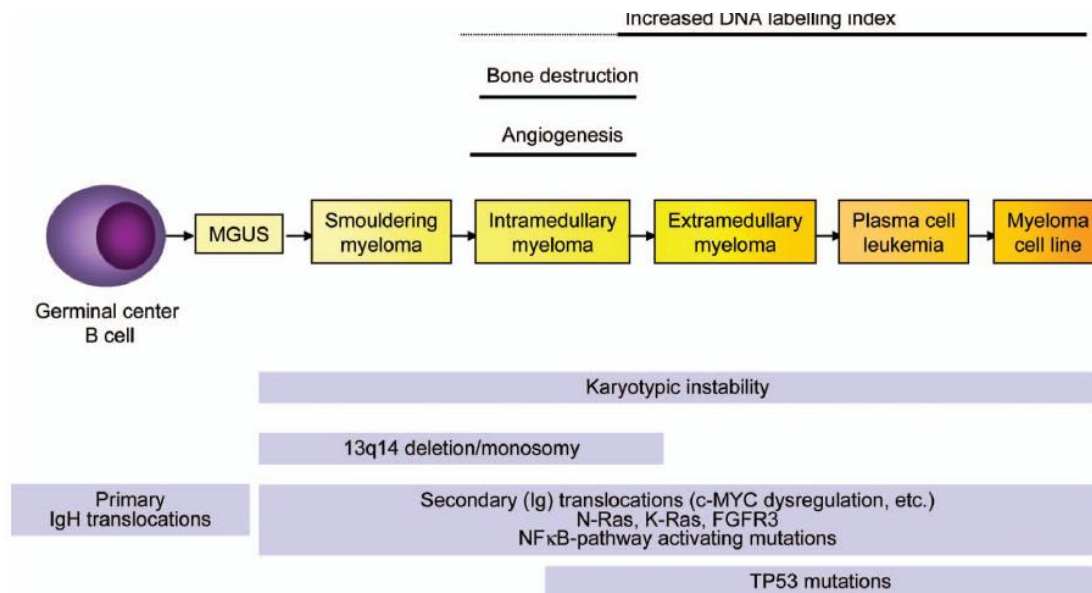 Increased DNA labelling index
Bone destruction
Angiogenesis
MGUS
Smouldering
myeloma
Intramedullary
myeloma
Extramedullary
myeloma
Plasma cell
leukemia
Myeloma
cell line
Germinal center
B cell
Karyotypic instability
13q14 deletion/monosomy
Primary
IgH translocations
Secondary (Ig) translocations (c-MYC dysregulation, etc.)
N-Ras, K-Ras, FGFR3
NFκB-pathway activating mutations
TP53 mutations